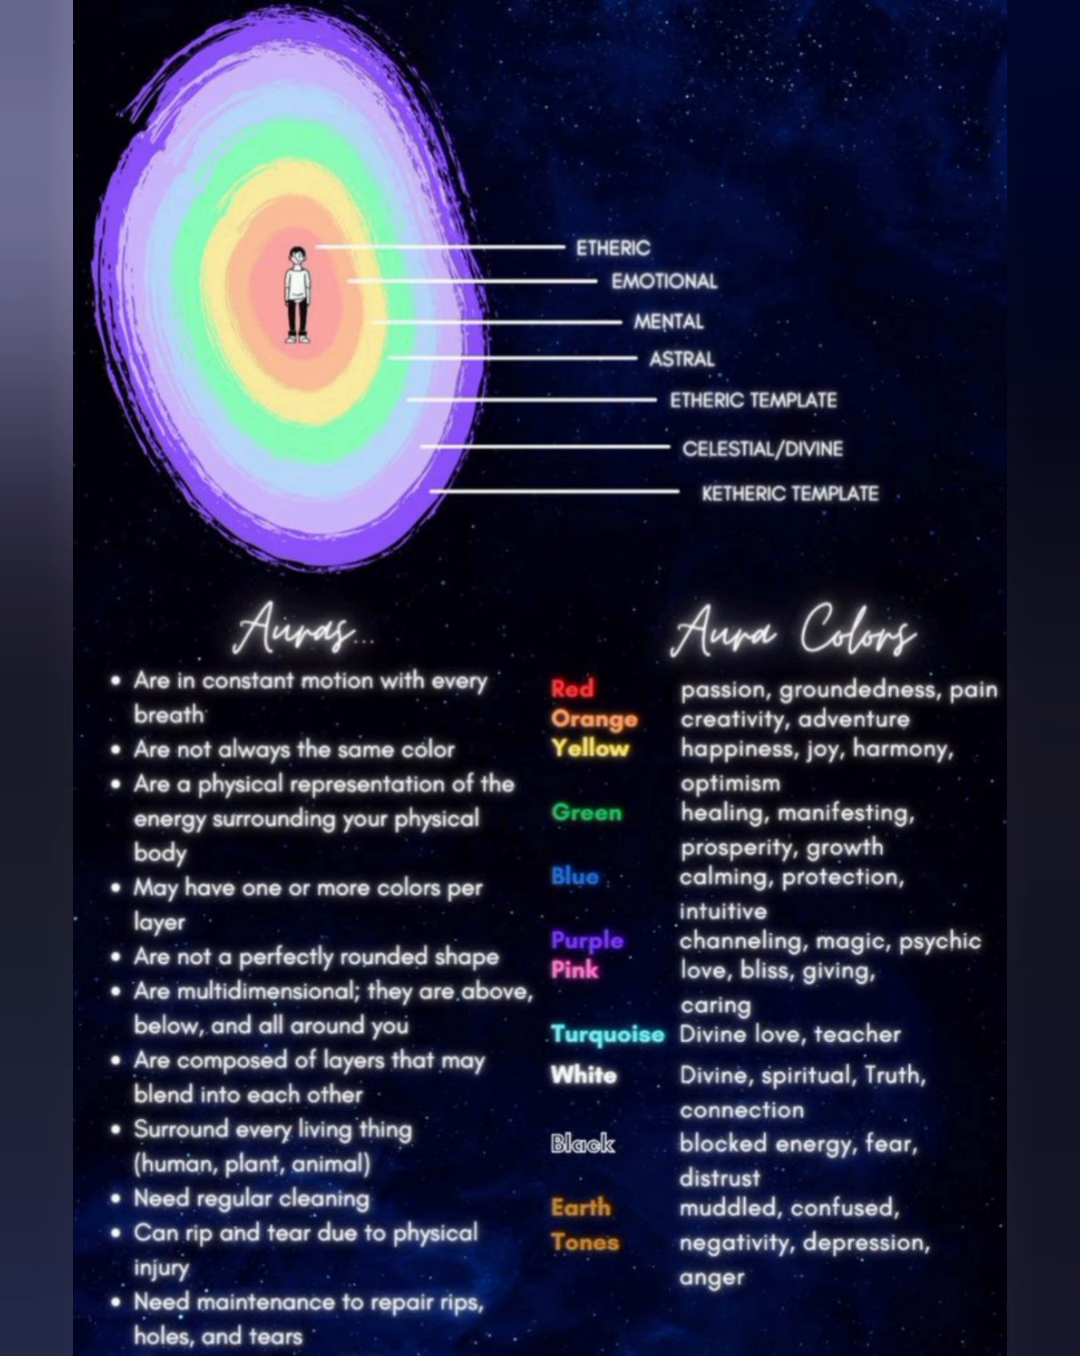 ETHERIC
EMOTIONAL
MENTAL
ASTRAL
ETHERIC TEMPLATE
CELESTIAL/DIVINE
KETHERIC TEMPLATE
Auras...
Are in constant motion with every
breath
Are not always the same color
Are a physical representation of the
energy surrounding your physical
body
May have one or more colors per
layer
Are not a perfectly rounded shape
Are multidimensional; they are above,
below, and all around you
Are composed of layers that may
blend into each other
Surround every living thing
(human, plant, animal)
Need regular cleaning
Can rip and tear due to physical
injury
Need maintenance to repair rips,
holes, and tears
Aura Colors
Red passion, groundedness, pain
Orange creativity, adventure
Yellow happiness, joy, harmony,
optimism
Green healing, manifesting,
prosperity, growth
Blue calming, protection,
intuitive
Purple channeling, magic, psychic
Pink love, bliss, giving,
caring
Turquoise Divine love, teacher
White Divine, spiritual, Truth,
connection
Black blocked energy, fear,
distrust
Earth muddled, confused,
Tones negativity, depression,
anger